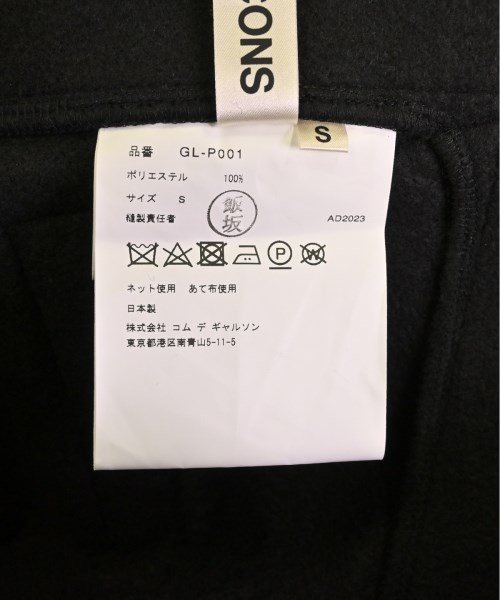 CONS
S
品番 GL-P001
ポリエステル 100%
サイズ S
縫製責任者 飯坂 AD2023
P
W
ネット使用 あて布使用
日本製
株式会社 コム デ ギャルソン
東京都港区南青山5-11-5